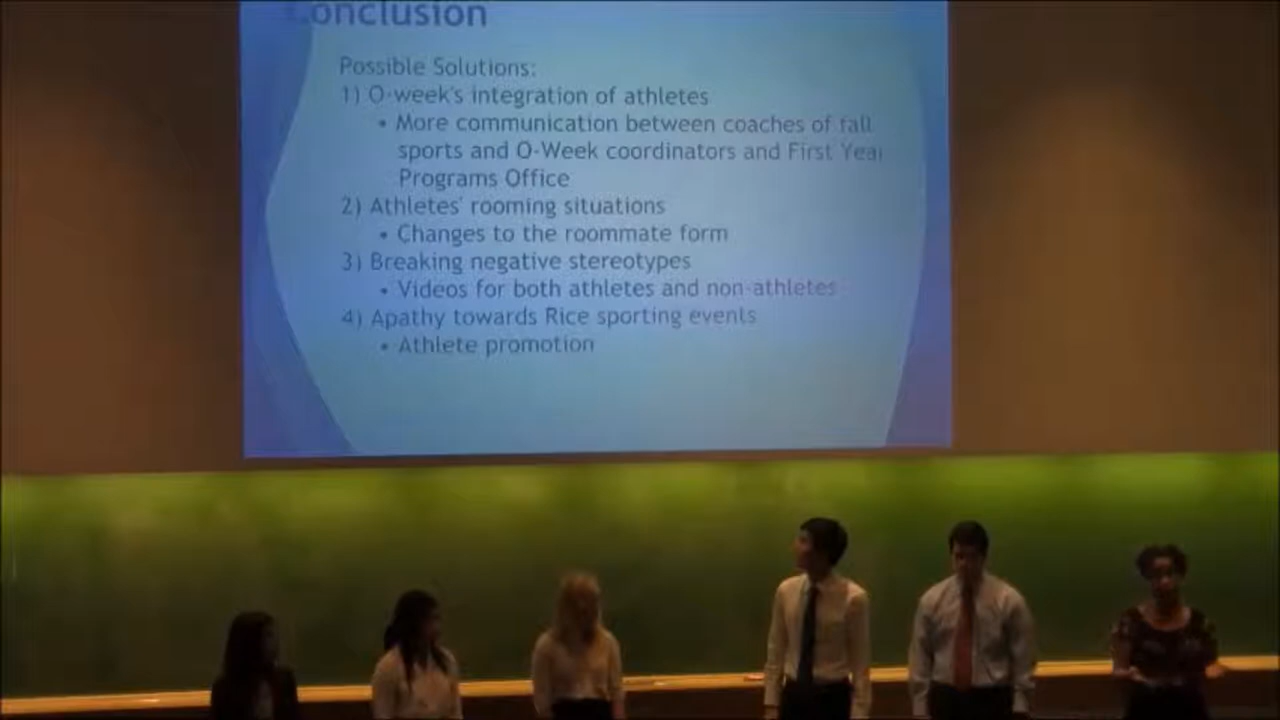 Conclusion
Possible Solutions:
1) O-week's integration of athletes
• More communication between coaches of fall
sports and O-Week coordinators and First Year
Programs Office
2) Athletes' rooming situations
• Changes to the roommate form
3) Breaking negative stereotypes
• Videos for both athletes and non-athletes
4) Apathy towards Rice sporting events
• Athlete promotion